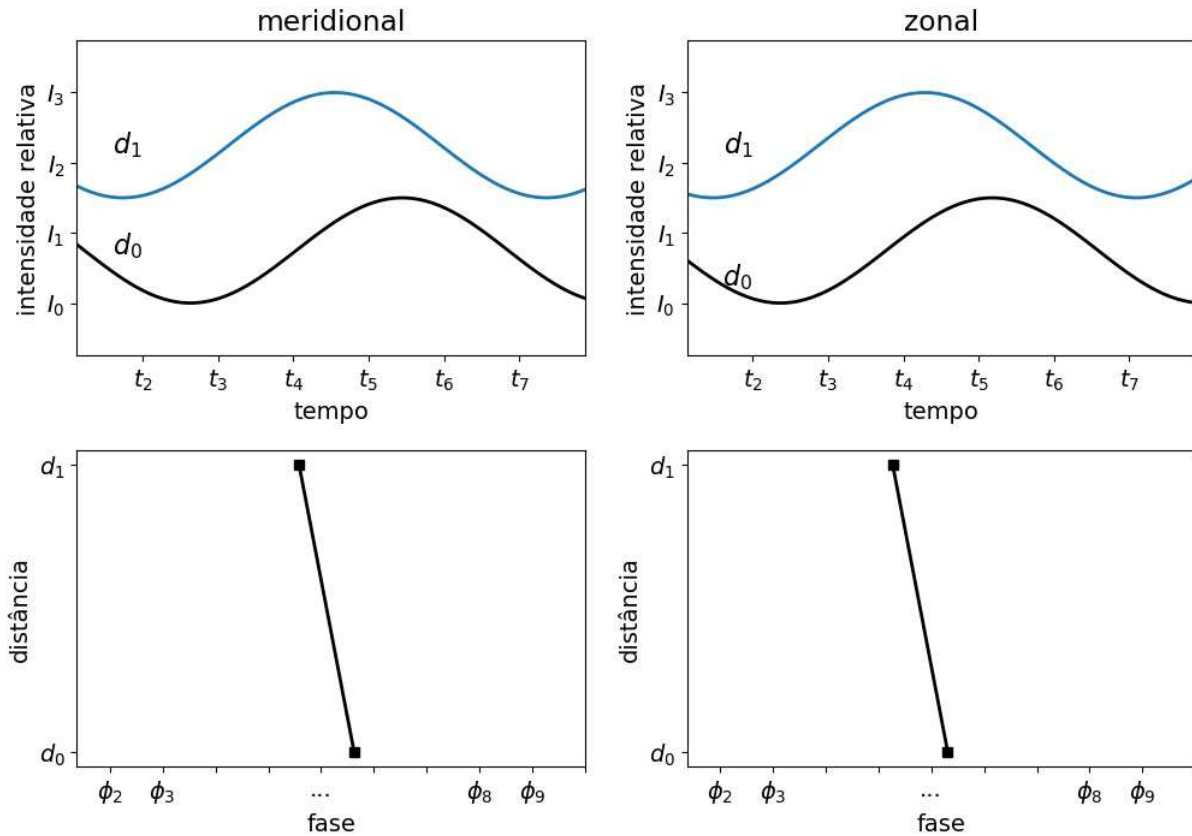 meridional
zonal
intensidade relativa
I₃
I₂
I₁
I₀
d₁
d₀
t₂ t₃ t₄ t₅ t₆ t₇
tempo
intensidade relativa
I₃
I₂
I₁
I₀
d₁
d₀
t₂ t₃ t₄ t₅ t₆ t₇
tempo
distância
d₁
d₀
ϕ₂ ϕ₃ ... ϕ₈ ϕ₉
fase
distância
d₁
d₀
ϕ₂ ϕ₃ ... ϕ₈ ϕ₉
fase